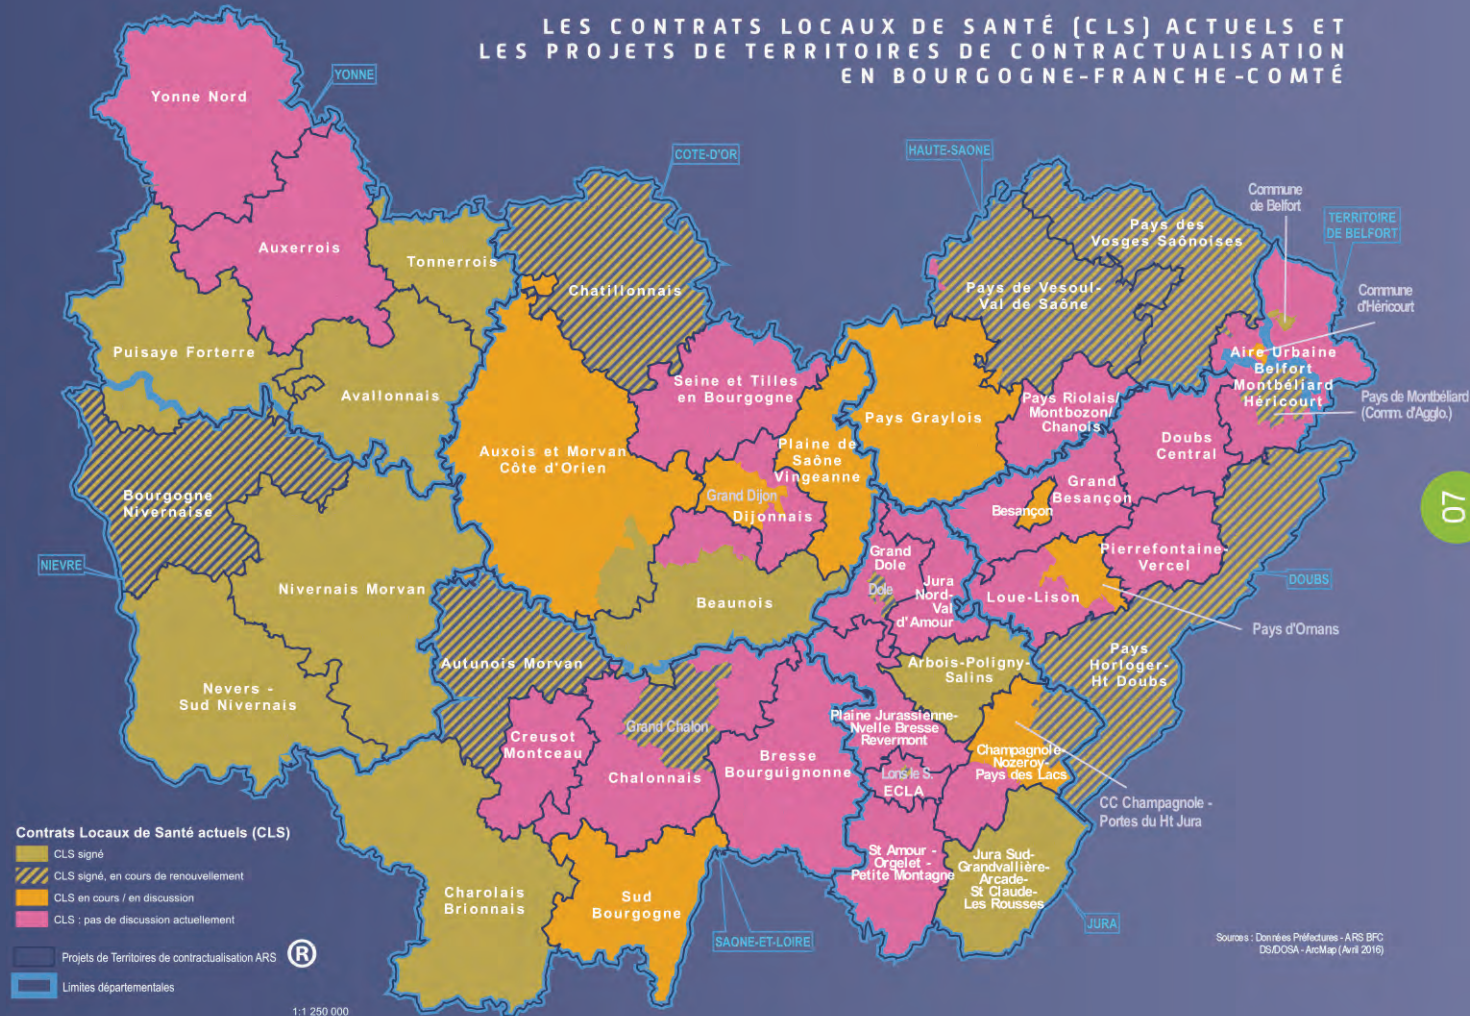 LES CONTRATS LOCAUX DE SANTÉ (CLS) ACTUELS ET
LES PROJETS DE TERRITOIRES DE CONTRACTUALISATION
EN BOURGOGNE-FRANCHE-COMTÉ
YONNE
Yonne Nord
COTE-D'OR
HAUTE-SAONE
Commune
de Belfort
TERRITOIRE
DE BELFORT
Auxerrois
Tonnerrois
Chatillonnais
Pays des
Vosges Saônoises
Pays de Vesoul-
Val de Saône
Commune
d'Héricourt
Puisaye Forterre
Avallonnais
Seine et Tilles
en Bourgogne
Pays Graylois
Pays Riolais/
Montbozon/
Chanois
Aire Urbaine
Belfort
Montbéliard
Héricourt
Pays de Montbéliard
(Comm. d'Agglo.)
Auxois et Morvan
Côte d'Orien
Plaine de
Saône
Vingeanne
Doubs
Central
Grand Dijon
Dijonnais
Grand
Besançon
Besançon
07
Bourgogne
Nivernaise
NIEVRE
Nivernais Morvan
Beaunois
Grand
Dole
Dole
Jura
Nord-
Val
d'Amour
Loue-Lison
Pierrefontaine-
Vercel
DOUBS
Pays d'Ornans
Autunois Morvan
Arbois-Poligny-
Salins
Pays
Horloger-
Ht Doubs
Nevers -
Sud Nivernais
Creusot
Montceau
Grand Chalon
Chalonnais
Bresse
Bourguignonne
Plaine Jurassienne-
Nvelle Bresse
Revermont
Lons le S.
ECLA
Champagnole-
Nozeroy-
Pays des Lacs
CC Champagnole -
Portes du Ht Jura
Charolais
Brionnais
Sud
Bourgogne
St Amour -
Orgelet -
Petite Montagne
Jura Sud-
Grandvallière-
Arcade-
St Claude-
Les Rousses
SAONE-ET-LOIRE
JURA
Contrats Locaux de Santé actuels (CLS)
CLS signé
CLS signé, en cours de renouvellement
CLS en cours / en discussion
CLS : pas de discussion actuellement
Projets de Territoires de contractualisation ARS ®
Limites départementales
1:1 250 000
Sources : Données Préfectures - ARS BFC
DS/DOSA - ArcMap (Avril 2016)